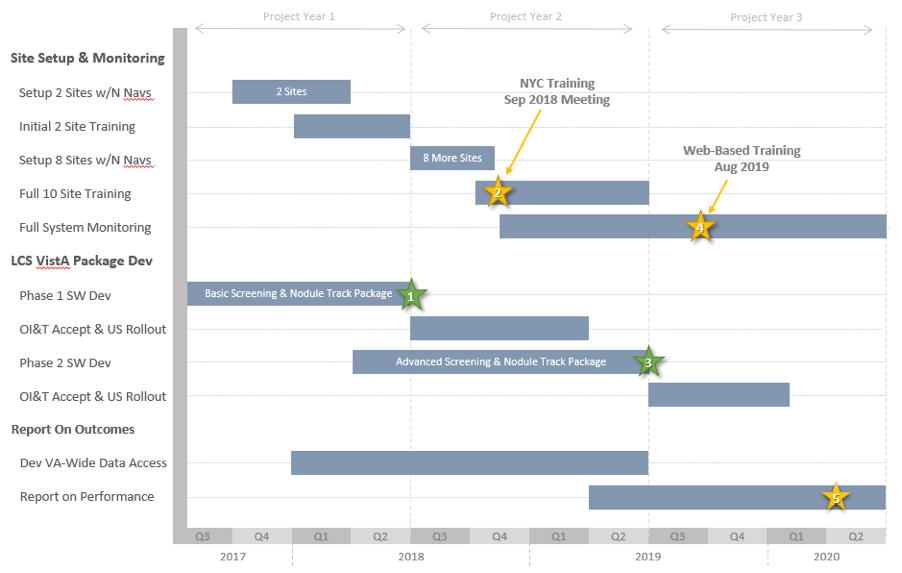 Project Year 1 Project Year 2 Project Year 3
Site Setup & Monitoring
Setup 2 Sites w/N Navs 2 Sites
NYC Training
Sep 2018 Meeting
Initial 2 Site Training
Setup 8 Sites w/N Navs 8 More Sites
Web-Based Training
Aug 2019
Full 10 Site Training 2
Full System Monitoring 4
LCS VistA Package Dev
Phase 1 SW Dev Basic Screening & Nodule Track Package 1
OI&T Accept & US Rollout
Phase 2 SW Dev Advanced Screening & Nodule Track Package 3
OI&T Accept & US Rollout
Report On Outcomes
Dev VA-Wide Data Access
Report on Performance 5
Q3 Q4 Q1 Q2 Q3 Q4 Q1 Q2 Q3 Q4 Q1 Q2
2017 2018 2019 2020